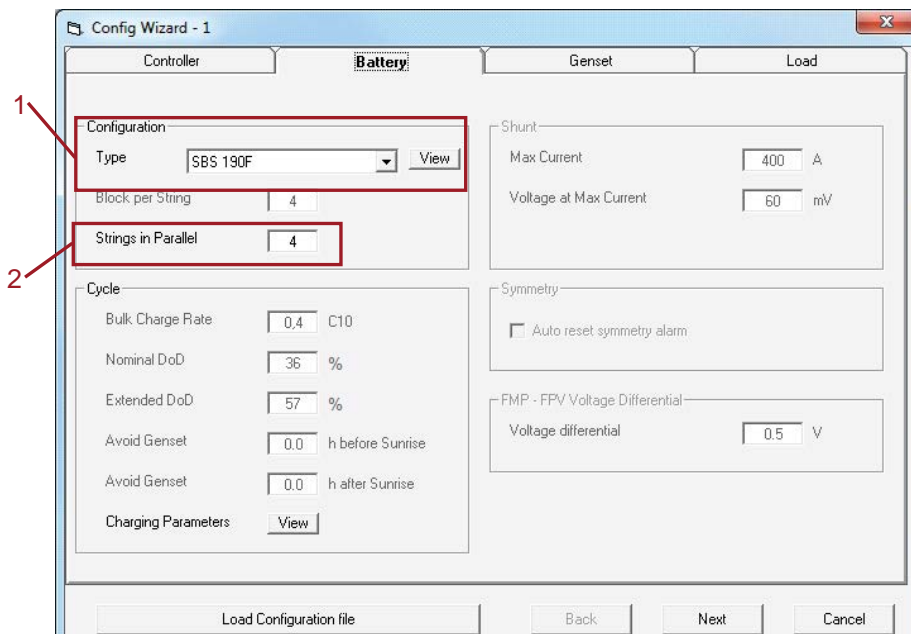 Config Wizard - 1
Controller
Battery
Genset
Load
1
Configuration
Type
SBS 190F
View
Block per String
4
2
Strings in Parallel
4
Cycle
Bulk Charge Rate
0,4
C10
Nominal DoD
36
%
Extended DoD
57
%
Avoid Genset
0.0
h before Sunrise
Avoid Genset
0.0
h after Sunrise
Charging Parameters
View
Shunt
Max Current
400
A
Voltage at Max Current
60
mV
Symmetry
Auto reset symmetry alarm
FMP - FPV Voltage Differential
Voltage differential
0.5
V
Load Configuration file
Back
Next
Cancel